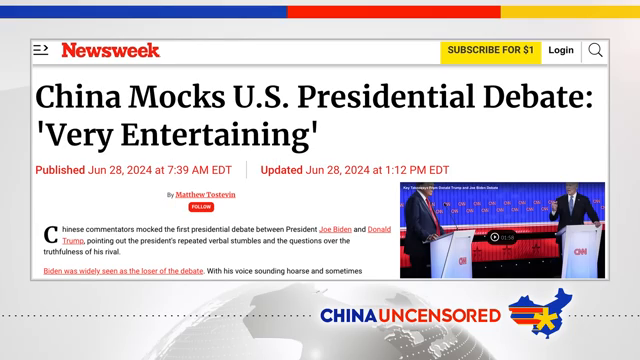 Newsweek
SUBSCRIBE FOR $1
Login
China Mocks U.S. Presidential Debate:
'Very Entertaining'
Published Jun 28, 2024 at 7:39 AM EDT
Updated Jun 28, 2024 at 1:12 PM EDT
By Matthew Tostevin
FOLLOW
Key Takeaways From Donald Trump and Joe Biden Debate
01:58
CNN
CNN
Chinese commentators mocked the first presidential debate between President Joe Biden and Donald
Trump, pointing out the president's repeated verbal stumbles and the questions over the
truthfulness of his rival.
Biden was widely seen as the loser of the debate. With his voice sounding hoarse and sometimes
CHINA UNCENSORED